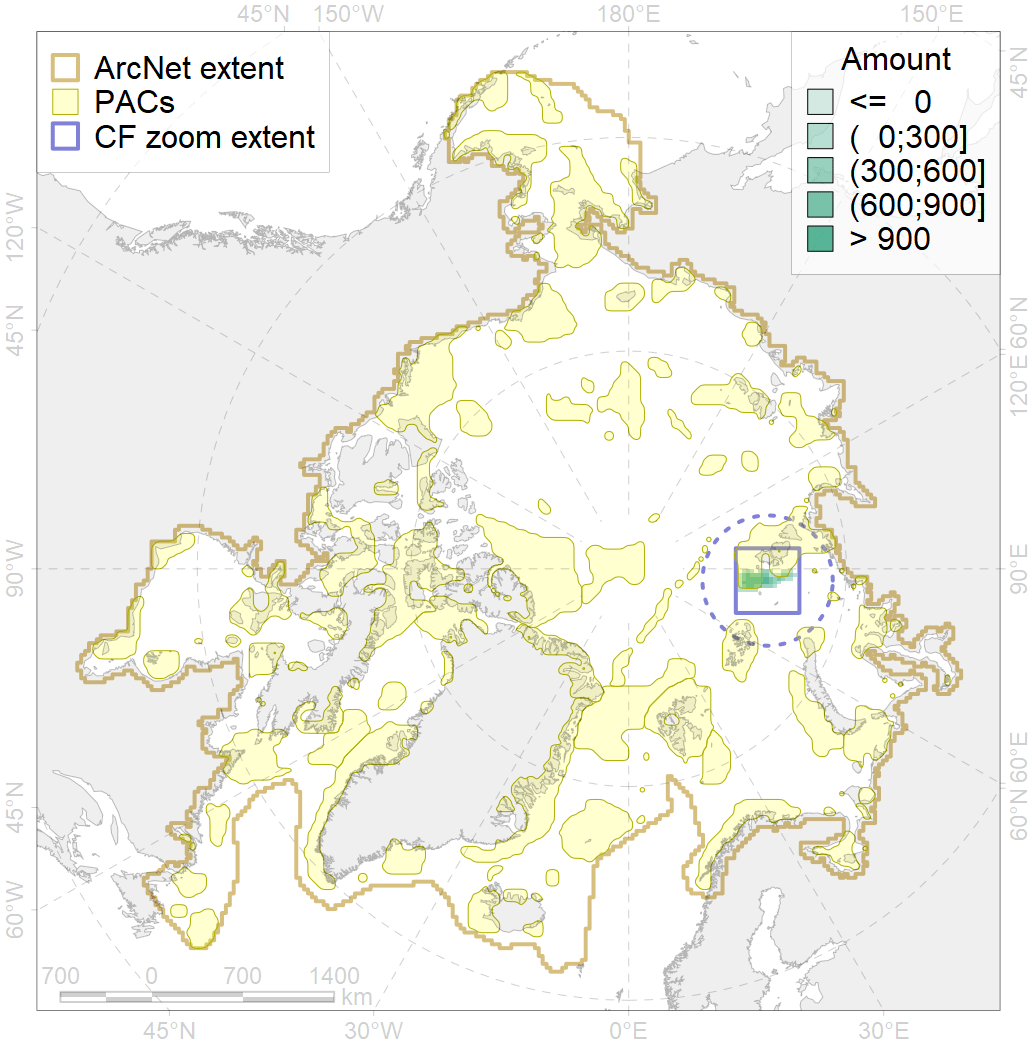 45°N 150°W 180°E 150°E
ArcNet extent
PACs
CF zoom extent
Amount
<= 0
( 0;300]
(300;600]
(600;900]
> 900
45°N
120°W
45°N
90°W
45°N
60°W
60°N
120°E
90°E
60°E
60°N
700 0 700 1400
km
45°N 30°W 0°E 30°E